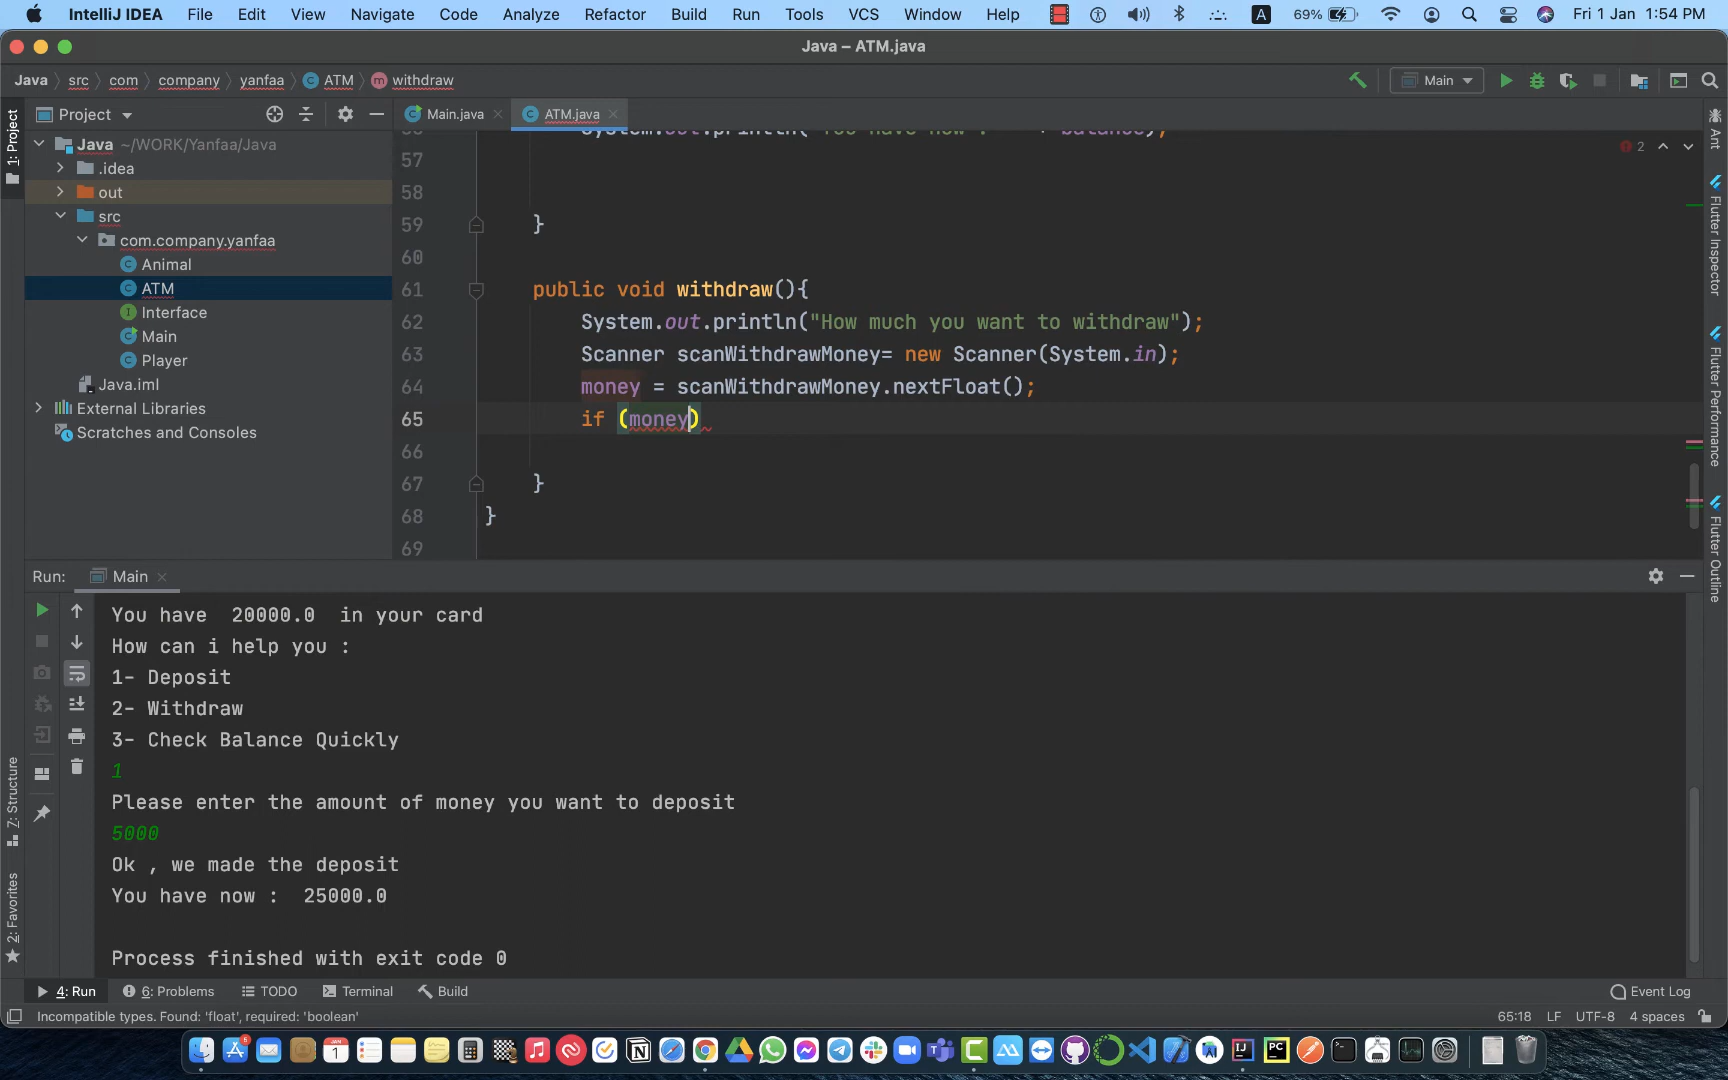 IntelliJ IDEA File Edit View Navigate Code Analyze Refactor Build Run Tools VCS Window Help A 69% Fri 1 Jan 1:54 PM
Java – ATM.java
Java src com company yanfaa ATM withdraw Main
Project Main.java ATM.java
1: Project
Java ~/WORK/Yanfaa/Java
.idea
out
src
com.company.yanfaa
Animal
ATM
Interface
Main
Player
Java.iml
External Libraries
Scratches and Consoles
System.out.println("You have now : " + balance);
2
57
58
59 }
60
61 public void withdraw(){
62 System.out.println("How much you want to withdraw");
63 Scanner scanWithdrawMoney= new Scanner(System.in);
64 money = scanWithdrawMoney.nextFloat();
65 if (money)
66
67 }
68 }
69
Ant
Flutter Inspector
Flutter Performance
Flutter Outline
Run: Main
You have  20000.0  in your card
How can i help you :
1- Deposit
2- Withdraw
3- Check Balance Quickly
1
Please enter the amount of money you want to deposit
5000
Ok , we made the deposit
You have now :  25000.0
Process finished with exit code 0
Z: Structure
2: Favorites
4: Run 6: Problems TODO Terminal Build Event Log
Incompatible types. Found: 'float', required: 'boolean' 65:18 LF UTF-8 4 spaces